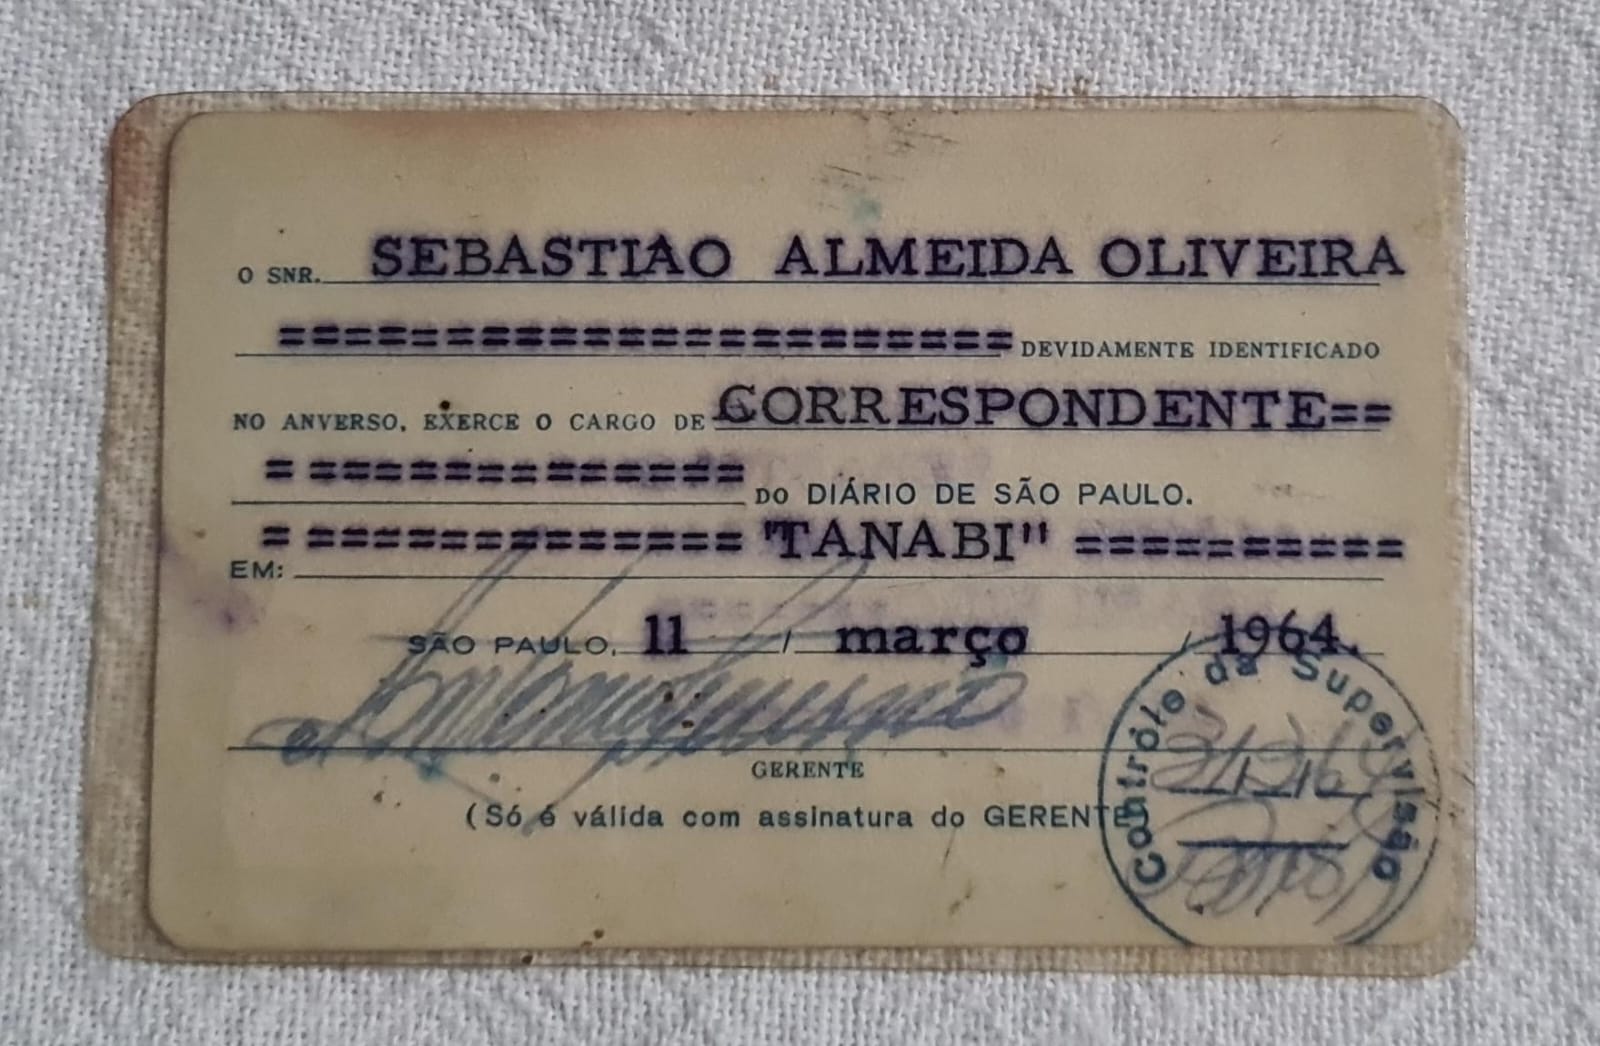 O SNR. SEBASTIÃO ALMEIDA OLIVEIRA
====================== DEVIDAMENTE IDENTIFICADO
NO ANVERSO, EXERCE O CARGO DE CORRESPONDENTE==
= ============= DO DIÁRIO DE SÃO PAULO.
EM: = ============= "TANABI" ==========
SÃO PAULO, 11 / março / 1964.
GERENTE
(Só é válida com assinatura do GERENTE)
Contrôle da Supervisão